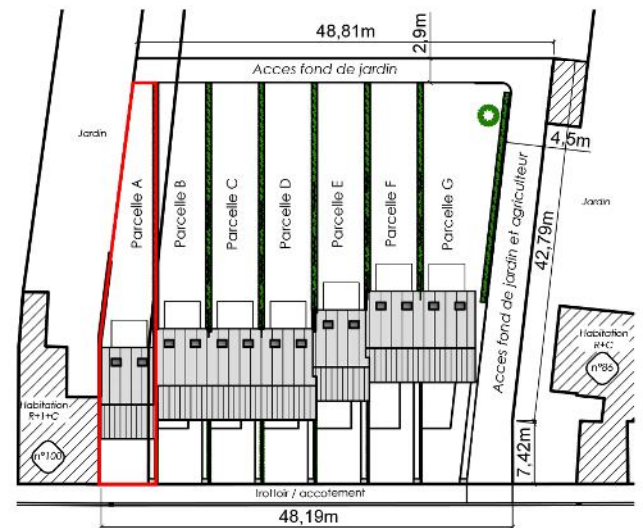 48,81m
2,9m
Acces fond de jardin
Jardin
4,5m
Parcelle A
Parcelle B
Parcelle C
Parcelle D
Parcelle E
Parcelle F
Parcelle G
Acces fond de jardin et agriculteur
42,79m
Jardin
Habitation
R+C
n°86
Habitation
R+1+C
n°100
7,42m
trottoir / accotement
48,19m